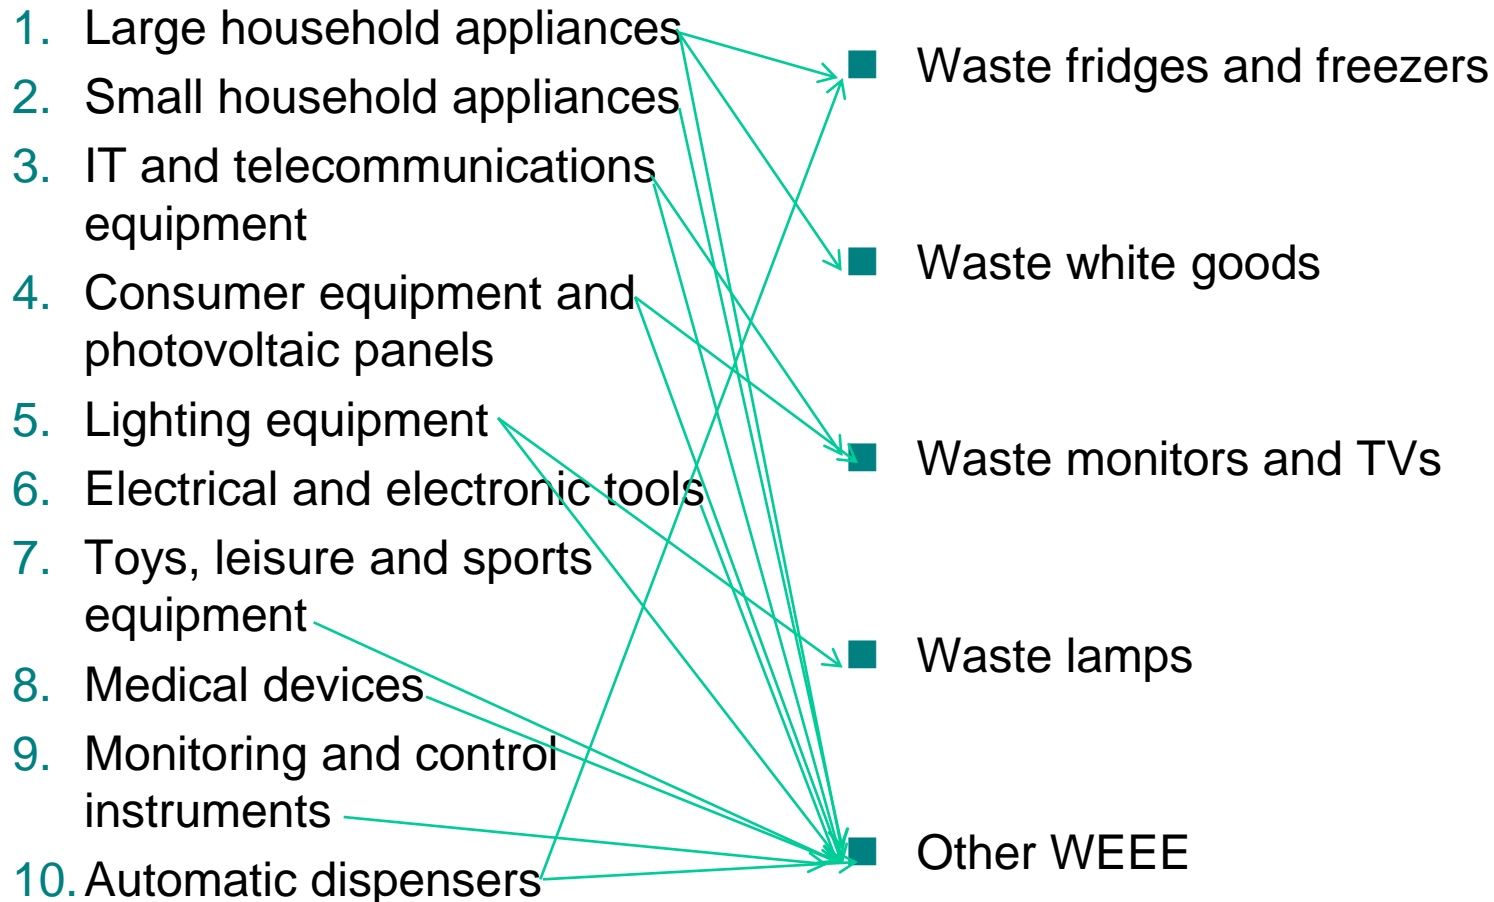 1. Large household appliances
2. Small household appliances
3. IT and telecommunications
equipment
4. Consumer equipment and
photovoltaic panels
5. Lighting equipment
6. Electrical and electronic tools
7. Toys, leisure and sports
equipment
8. Medical devices
9. Monitoring and control
instruments
10. Automatic dispensers
Waste fridges and freezers
Waste white goods
Waste monitors and TVs
Waste lamps
Other WEEE